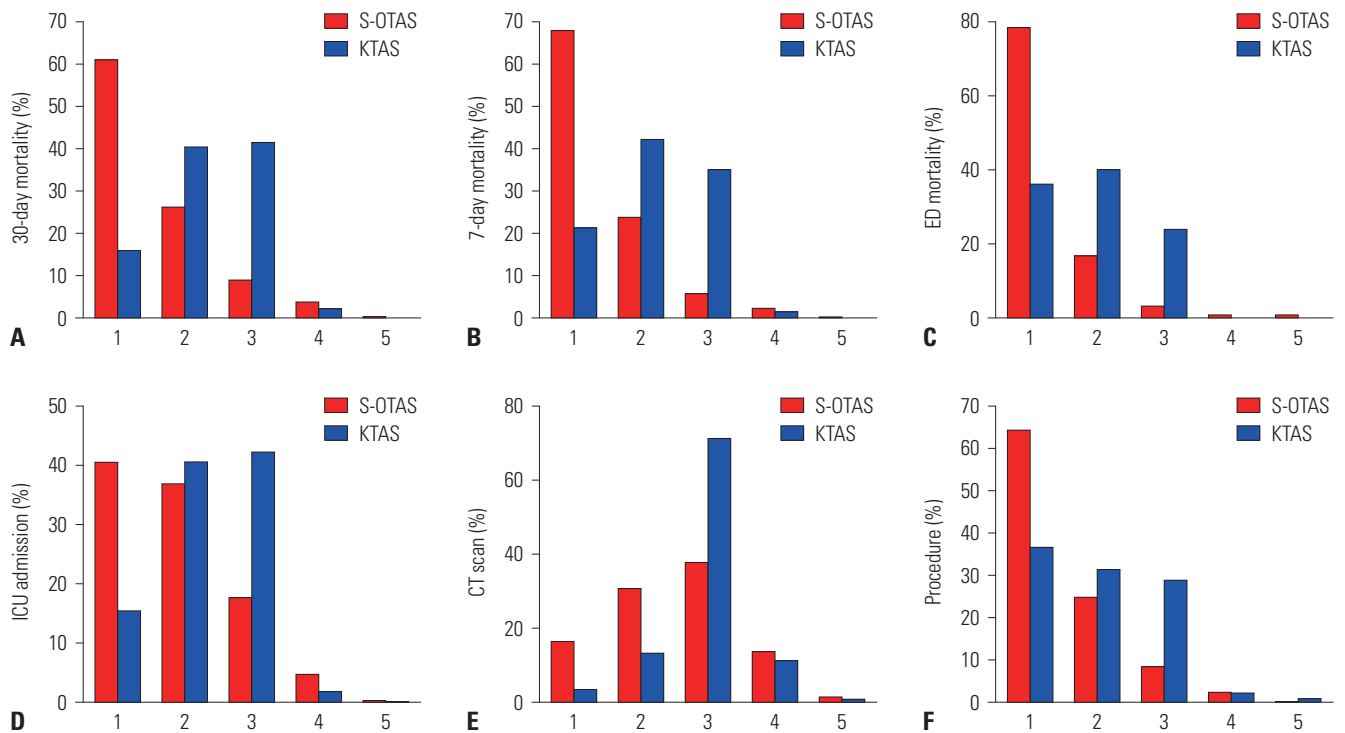 70
60
50
40
30
20
10
0
30-day mortality (%)
S-OTAS
KTAS
1 2 3 4 5
A
70
60
50
40
30
20
10
0
7-day mortality (%)
S-OTAS
KTAS
1 2 3 4 5
B
80
60
40
20
0
ED mortality (%)
S-OTAS
KTAS
1 2 3 4 5
C
50
40
30
20
10
0
ICU admission (%)
S-OTAS
KTAS
1 2 3 4 5
D
80
60
40
20
0
CT scan (%)
S-OTAS
KTAS
1 2 3 4 5
E
70
60
50
40
30
20
10
0
Procedure (%)
S-OTAS
KTAS
1 2 3 4 5
F